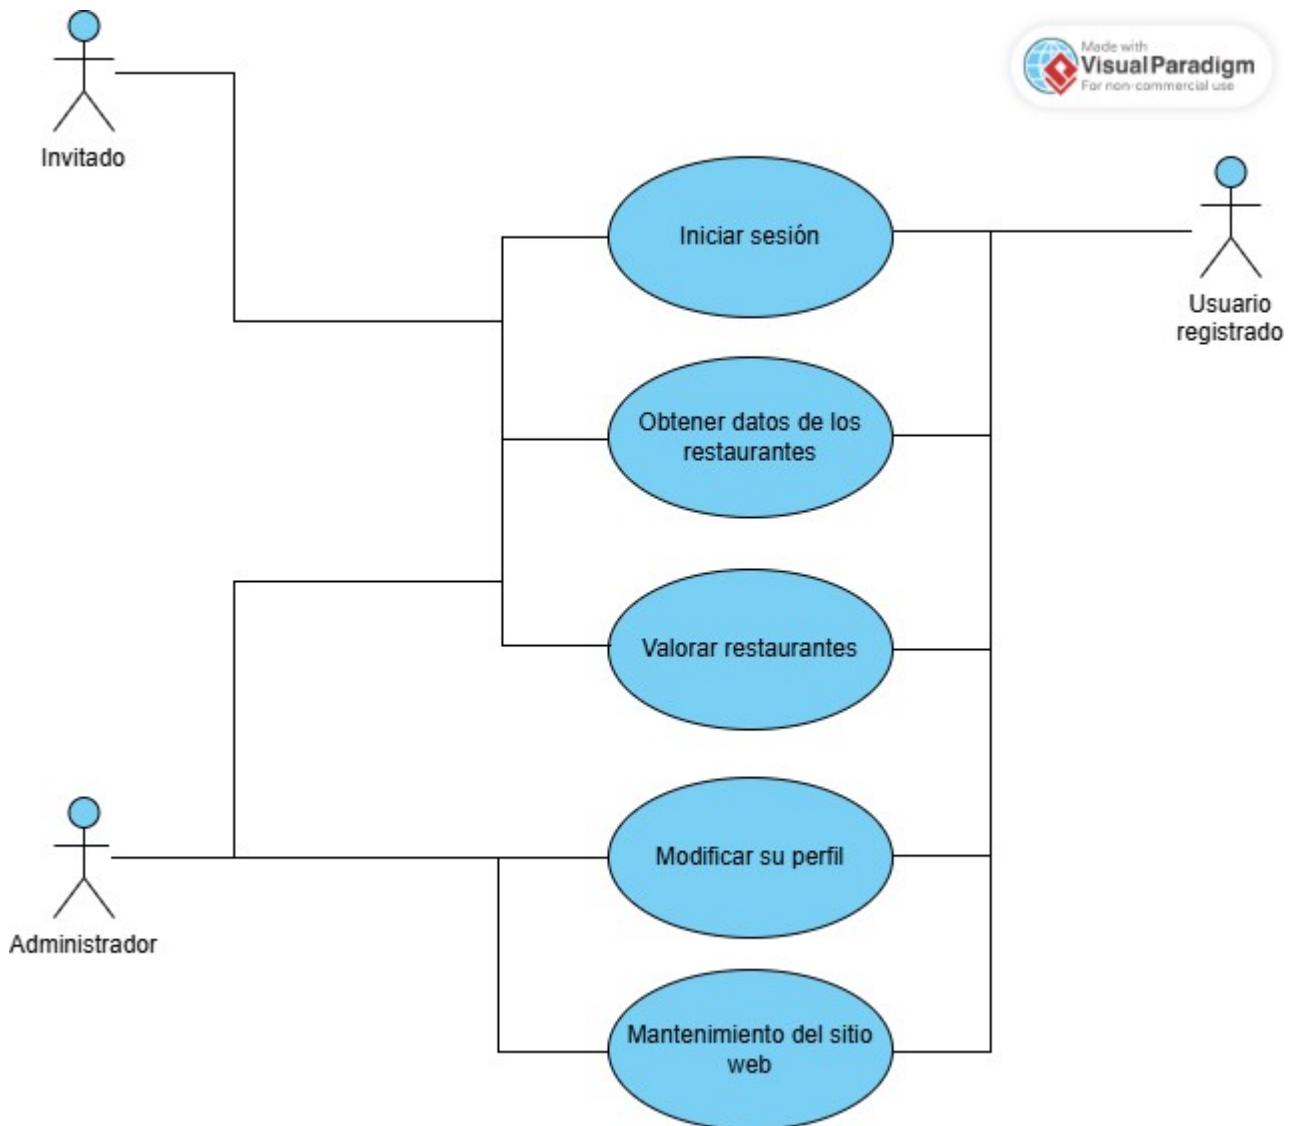 Made with
Visual Paradigm
For non-commercial use
Invitado
Iniciar sesión
Usuario
registrado
Obtener datos de los
restaurantes
Valorar restaurantes
Modificar su perfil
Administrador
Mantenimiento del sitio
web